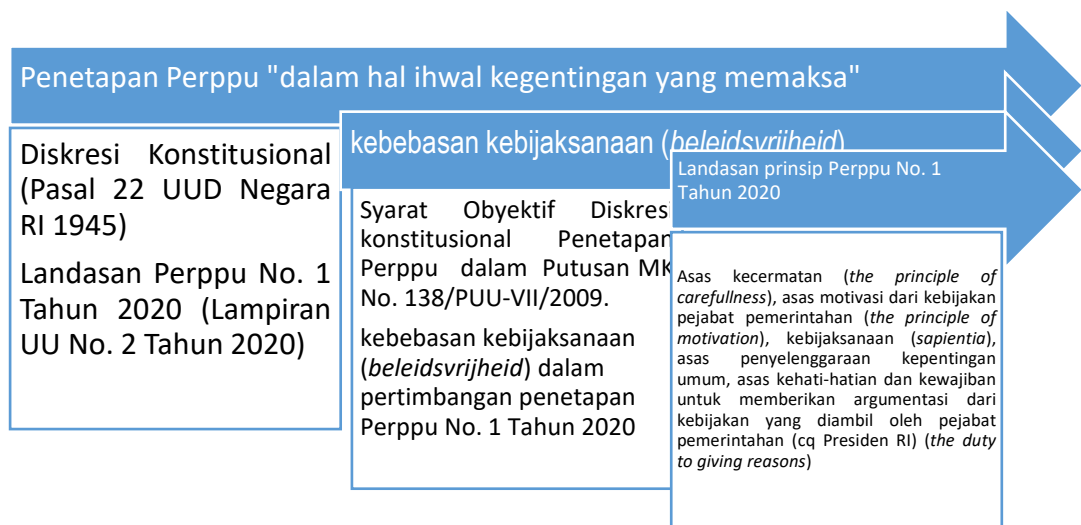 Penetapan Perppu "dalam hal ihwal kegentingan yang memaksa"
Diskresi Konstitusional
(Pasal 22 UUD Negara
RI 1945)
Landasan Perppu No. 1
Tahun 2020 (Lampiran
UU No. 2 Tahun 2020)
kebebasan kebijaksanaan (beleidsvrijheid)
Syarat Obyektif Diskresi
konstitusional Penetapan
Perppu dalam Putusan MK
No. 138/PUU-VII/2009.
kebebasan kebijaksanaan
(beleidsvrijheid) dalam
pertimbangan penetapan
Perppu No. 1 Tahun 2020
Landasan prinsip Perppu No. 1
Tahun 2020
Asas kecermatan (the principle of
carefullness), asas motivasi dari kebijakan
pejabat pemerintahan (the principle of
motivation), kebijaksanaan (sapientia),
asas penyelenggaraan kepentingan
umum, asas kehati-hatian dan kewajiban
untuk memberikan argumentasi dari
kebijakan yang diambil oleh pejabat
pemerintahan (cq Presiden RI) (the duty
to giving reasons)